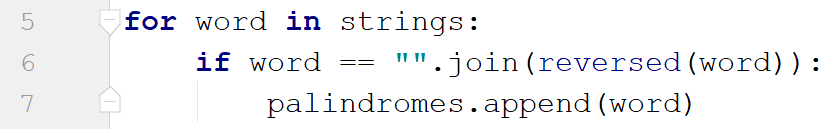 5 for word in strings:
6     if word == "".join(reversed(word)):
7         palindromes.append(word)